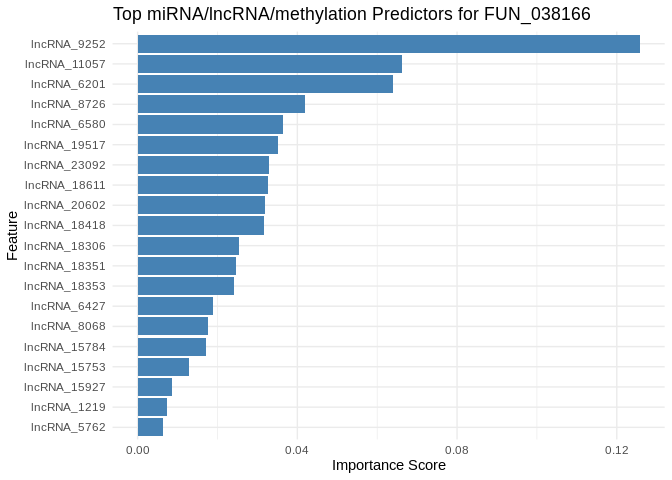 Top miRNA/lncRNA/methylation Predictors for FUN_038166
Feature
lncRNA_9252
lncRNA_11057
lncRNA_6201
lncRNA_8726
lncRNA_6580
lncRNA_19517
lncRNA_23092
lncRNA_18611
lncRNA_20602
lncRNA_18418
lncRNA_18306
lncRNA_18351
lncRNA_18353
lncRNA_6427
lncRNA_8068
lncRNA_15784
lncRNA_15753
lncRNA_15927
lncRNA_1219
lncRNA_5762
0.00 0.04 0.08 0.12
Importance Score